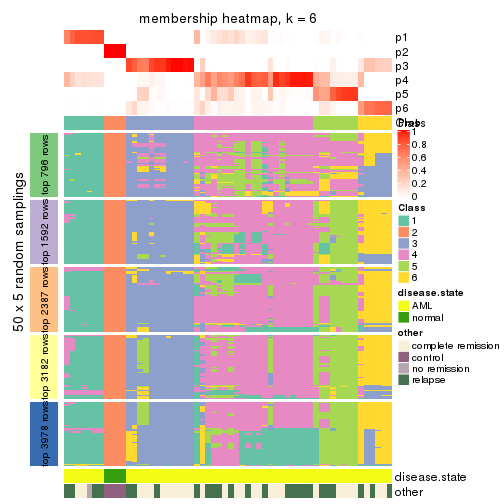 membership heatmap, k = 6
p1
p2
p3
p4
p5
p6
Class
Prob
1
0.8
0.6
0.4
0.2
0
Class
1
2
3
4
5
6
disease.state
AML
normal
other
complete remission
control
no remission
relapse
50 x 5 random samplings
top 796 rows
top 1592 rows
top 2387 rows
top 3182 rows
top 3978 rows
disease.state
other